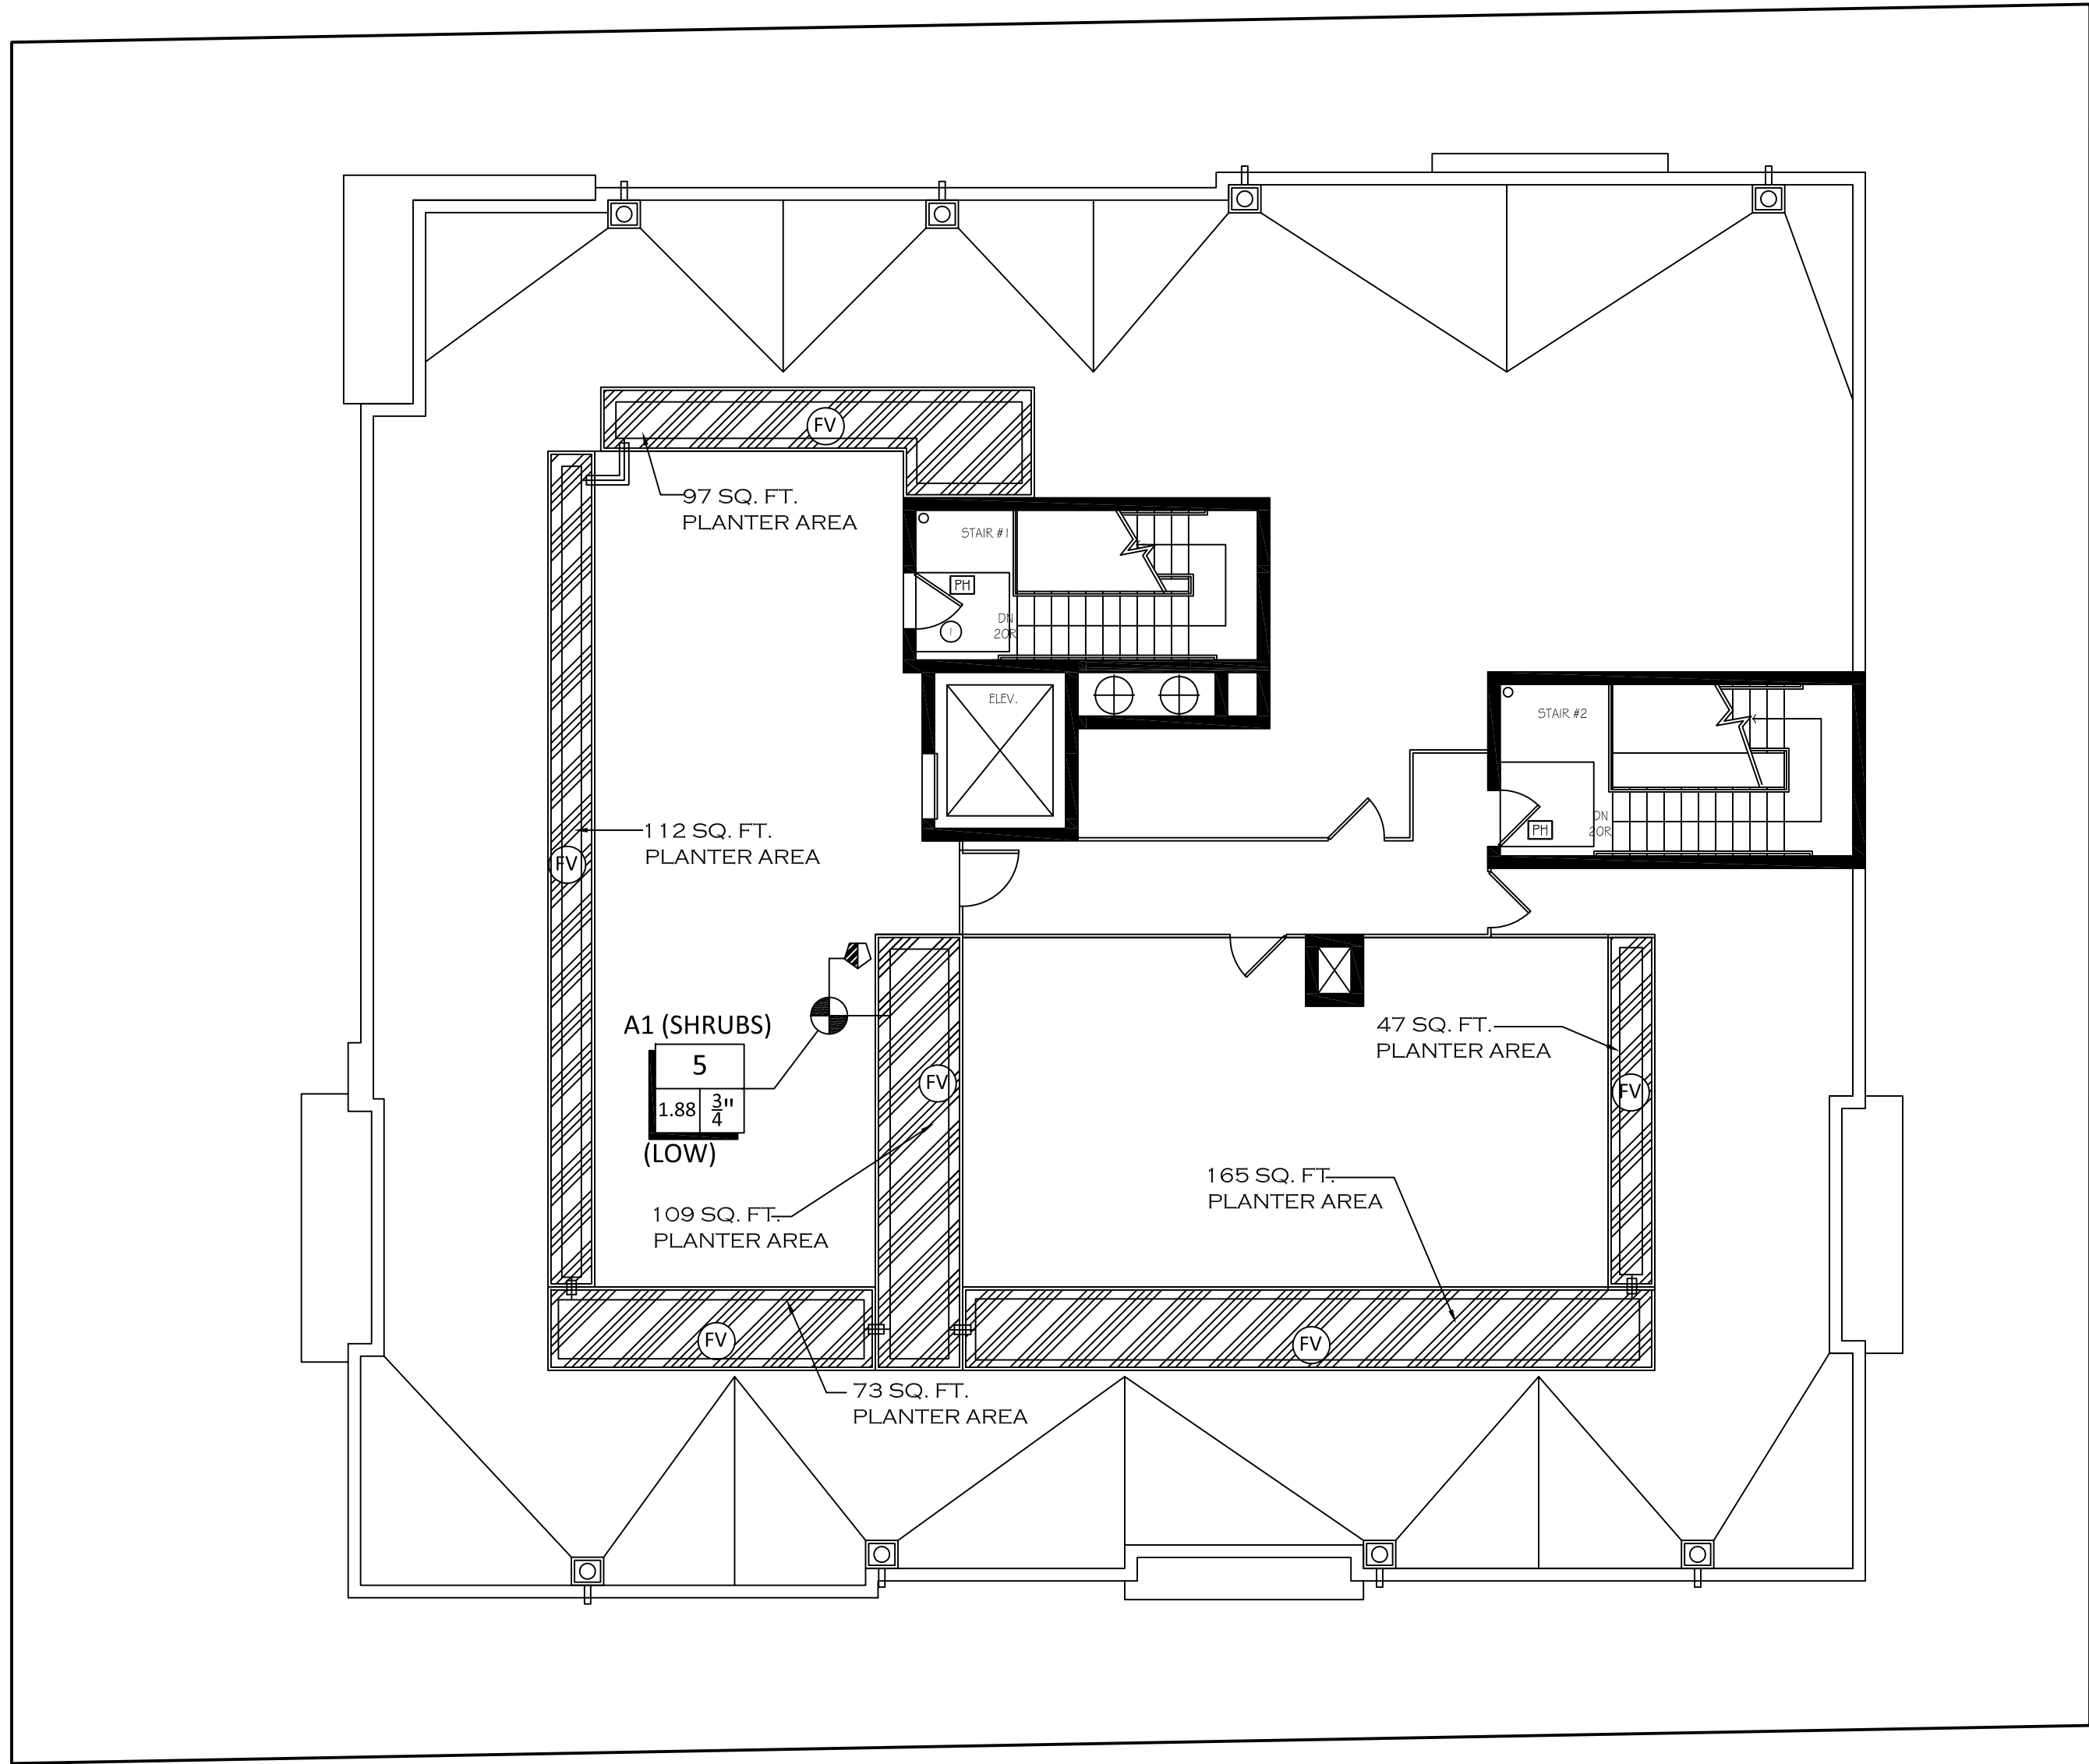 FV
97 SQ. FT.
PLANTER AREA
STAIR #1
PH
1
DN
20R
ELEV.
STAIR #2
DN
20R
PH
112 SQ. FT.
PLANTER AREA
FV
A1 (SHRUBS)
5
1.88 3/4"
(LOW)
FV
47 SQ. FT.
PLANTER AREA
FV
109 SQ. FT.
PLANTER AREA
165 SQ. FT.
PLANTER AREA
FV
FV
73 SQ. FT.
PLANTER AREA